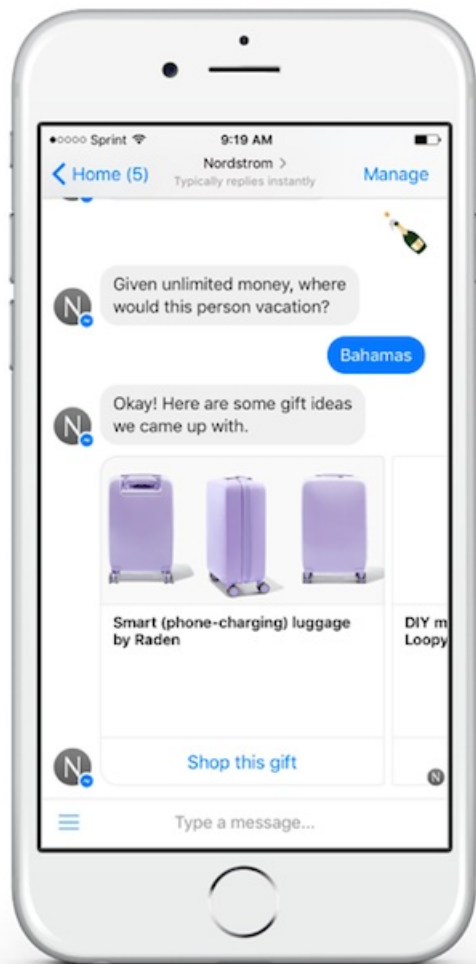 Sprint
9:19 AM
Home (5)
Nordstrom >
Typically replies instantly
Manage
Given unlimited money, where
would this person vacation?
N
Bahamas
Okay! Here are some gift ideas
we came up with.
N
Smart (phone-charging) luggage
by Raden
DIY m
Loopy
Shop this gift
N
N
Type a message...